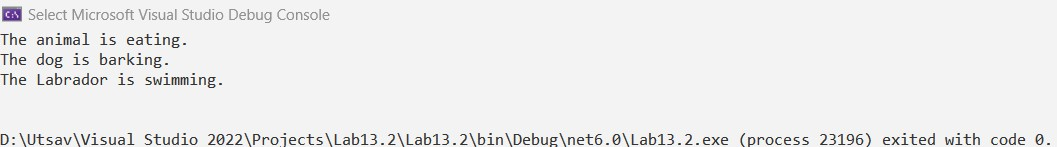 C:\ Select Microsoft Visual Studio Debug Console
The animal is eating.
The dog is barking.
The Labrador is swimming.
D:\Utsav\Visual Studio 2022\Projects\Lab13.2\Lab13.2\bin\Debug\net6.0\Lab13.2.exe (process 23196) exited with code 0.